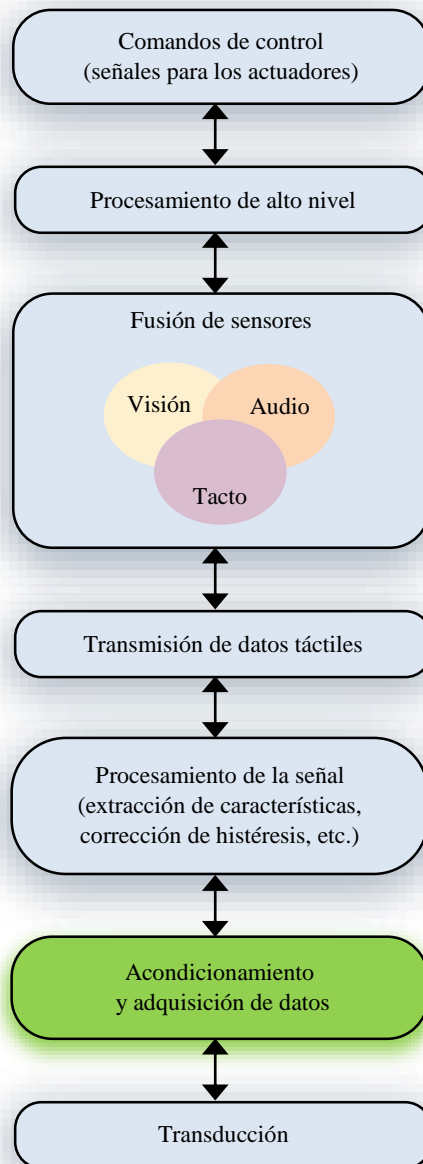 Comandos de control
(señales para los actuadores)
Procesamiento de alto nivel
Fusión de sensores
Visión
Audio
Tacto
Transmisión de datos táctiles
Procesamiento de la señal
(extracción de características,
corrección de histéresis, etc.)
Acondicionamiento
y adquisición de datos
Transducción